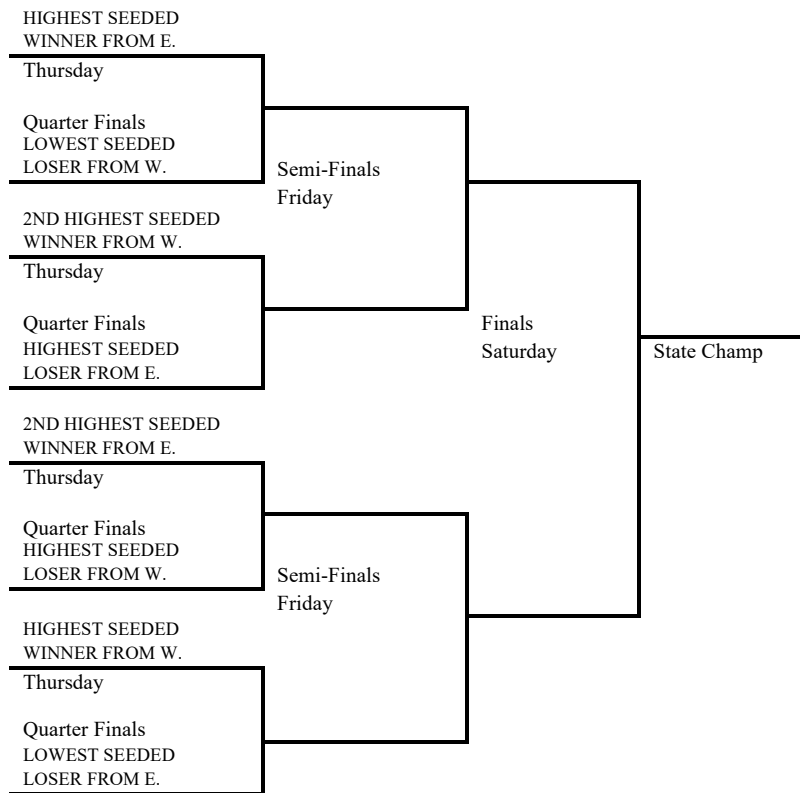 HIGHEST SEEDED
WINNER FROM E.
Thursday
Quarter Finals
LOWEST SEEDED
LOSER FROM W.
Semi-Finals
Friday
2ND HIGHEST SEEDED
WINNER FROM W.
Thursday
Quarter Finals
HIGHEST SEEDED
LOSER FROM E.
Finals
Saturday
State Champ
2ND HIGHEST SEEDED
WINNER FROM E.
Thursday
Quarter Finals
HIGHEST SEEDED
LOSER FROM W.
Semi-Finals
Friday
HIGHEST SEEDED
WINNER FROM W.
Thursday
Quarter Finals
LOWEST SEEDED
LOSER FROM E.